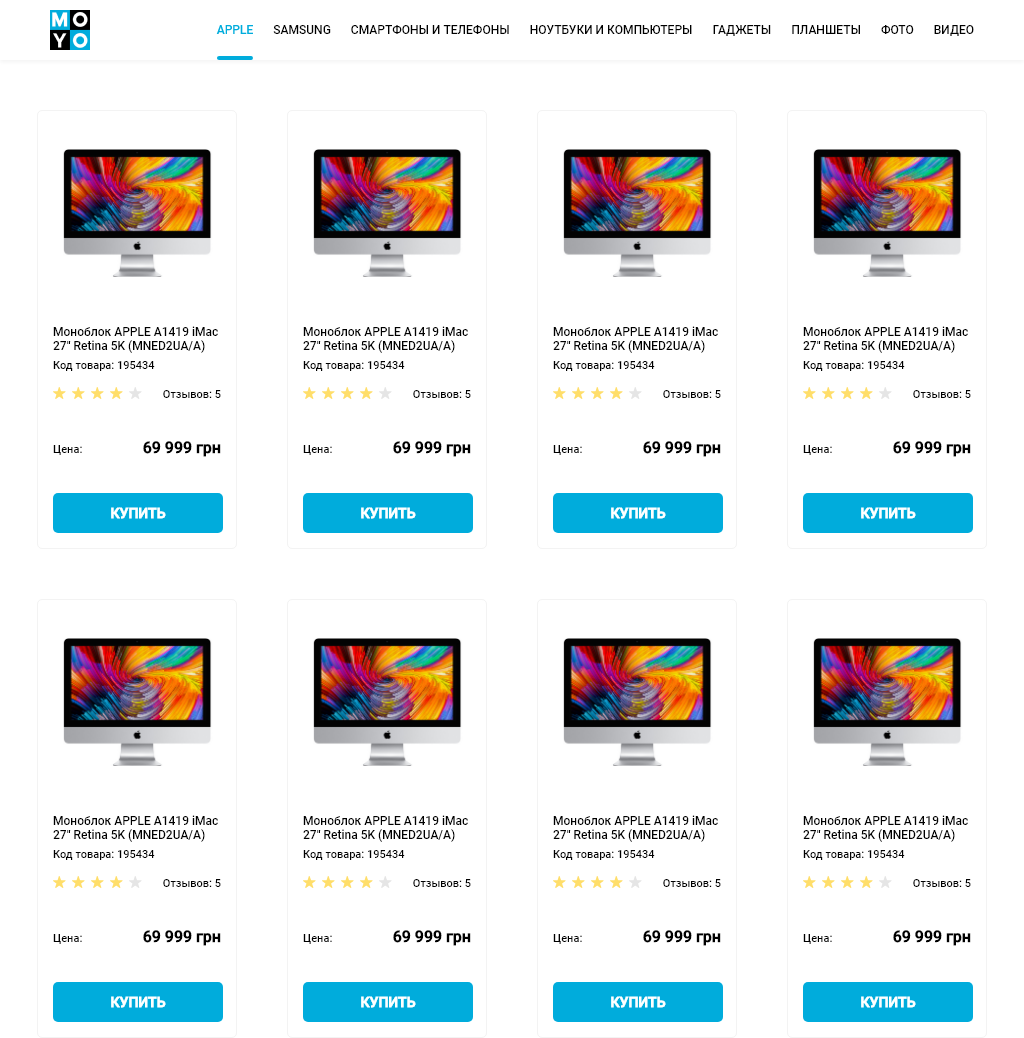 MO
YO
APPLE SAMSUNG СМАРТФОНЫ И ТЕЛЕФОНЫ НОУТБУКИ И КОМПЬЮТЕРЫ ГАДЖЕТЫ ПЛАНШЕТЫ ФОТО ВИДЕО
Моноблок APPLE A1419 iMac Моноблок APPLE A1419 iMac Моноблок APPLE A1419 iMac Моноблок APPLE A1419 iMac
27" Retina 5K (MNED2UA/A) 27" Retina 5K (MNED2UA/A) 27" Retina 5K (MNED2UA/A) 27" Retina 5K (MNED2UA/A)
Код товара: 195434 Код товара: 195434 Код товара: 195434 Код товара: 195434
Отзывов: 5 Отзывов: 5 Отзывов: 5 Отзывов: 5
Цена: 69 999 грн Цена: 69 999 грн Цена: 69 999 грн Цена: 69 999 грн
КУПИТЬ КУПИТЬ КУПИТЬ КУПИТЬ
Моноблок APPLE A1419 iMac Моноблок APPLE A1419 iMac Моноблок APPLE A1419 iMac Моноблок APPLE A1419 iMac
27" Retina 5K (MNED2UA/A) 27" Retina 5K (MNED2UA/A) 27" Retina 5K (MNED2UA/A) 27" Retina 5K (MNED2UA/A)
Код товара: 195434 Код товара: 195434 Код товара: 195434 Код товара: 195434
Отзывов: 5 Отзывов: 5 Отзывов: 5 Отзывов: 5
Цена: 69 999 грн Цена: 69 999 грн Цена: 69 999 грн Цена: 69 999 грн
КУПИТЬ КУПИТЬ КУПИТЬ КУПИТЬ